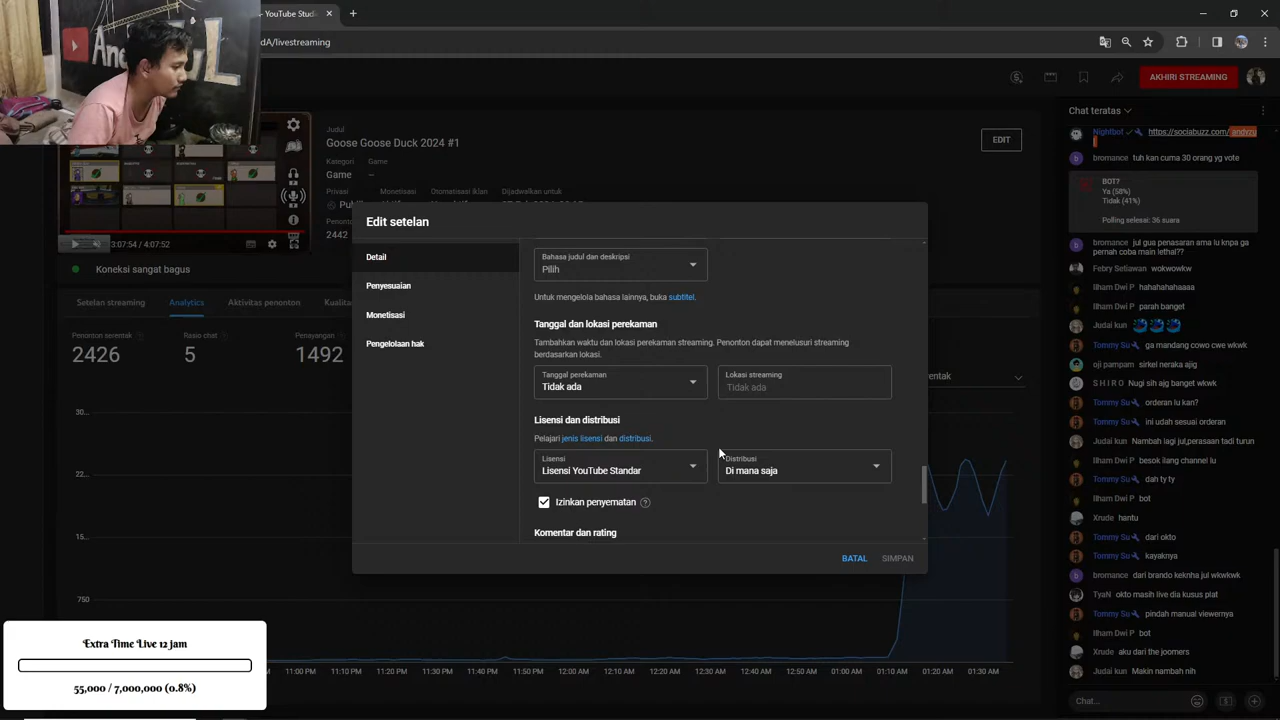 YouTube Stud
dA/livestreaming
AKHIRI STREAMING
Judul
Goose Goose Duck 2024 #1
EDIT
Kategori
Game
Game
—
Privasi
Monetisasi
Otomatisasi Iklan
Dijadwalkan untuk
2442
3:07:54 / 4:07:52
Koneksi sangat bagus
Setelan streaming
Analytics
Aktivitas penonton
Penonton serentak
2426
Rasio chat
5
Penayangan
1492
30...
22...
15...
750
11:00 PM
11:10 PM
11:20 PM
11:30 PM
11:40 PM
11:50 PM
12:00 AM
12:10 AM
12:20 AM
12:30 AM
12:40 AM
12:50 AM
01:00 AM
01:10 AM
01:20 AM
01:30 AM
Edit setelan
Detail
Penyesuaian
Monetisasi
Pengelolaan hak
Bahasa judul dan deskripsi
Pilih
Untuk mengelola bahasa lainnya, buka subtitel.
Tanggal dan lokasi perekaman
Tambahkan waktu dan lokasi perekaman streaming. Penonton dapat menelusuri streaming
berdasarkan lokasi.
Tanggal perekaman
Tidak ada
Lokasi streaming
Tidak ada
Lisensi dan distribusi
Pelajari jenis lisensi dan distribusi.
Lisensi
Lisensi YouTube Standar
Distribusi
Di mana saja
Izinkan penyematan
Komentar dan rating
BATAL
SIMPAN
Chat teratas
Nightbot https://sociabuzz.com/andyzu
l
bromance tuh kan cuma 30 orang yg vote
BOT?
Ya (58%)
Tidak (41%)
Polling selesai: 36 suara
bromance jul gua penasaran ama lu knpa ga
pernah coba main lethal!?
Febry Setiawan wokwowkw
Ilham Dwi P hahahahahaaaa
Ilham Dwi P parah banget
Judai kun
Tommy Su ga mandang cowo cwe wkwk
oji pampam sirkel neraka ajig
S H I R O Nugi sih ajg banget wkwk
Tommy Su orderan lu kan?
Tommy Su ini udah sesuai orderan
Judai kun Nambah lagi jul,perasaan tadi turun
Ilham Dwi P besok ilang channel lu
Tommy Su dah ty ty
Ilham Dwi P bot
Xrude hantu
Tommy Su dari okto
Tommy Su kayaknya
bromance dari brando keknha jul wkwkwk
TyaN okto masih live dia kusus plat
Tommy Su pindah manual viewernya
Ilham Dwi P bot
Xrude aku dari the joomers
Judai kun Makin nambah nih
Chat...
Extra Time Live 12 jam
55,000 / 7,000,000 (0.8%)